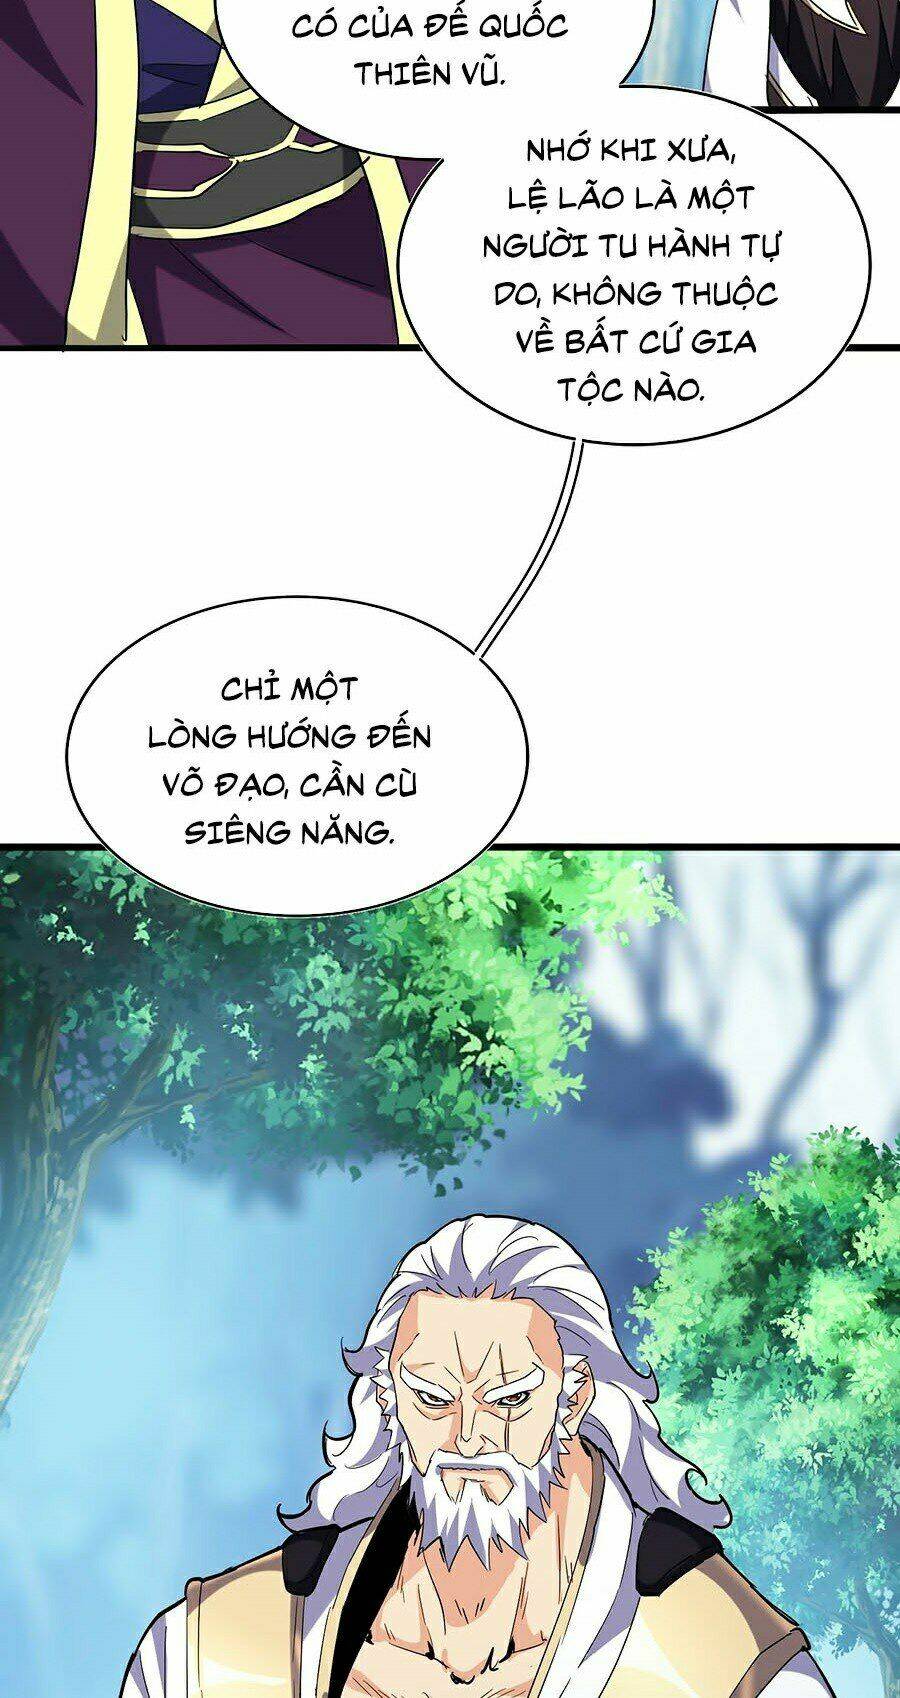 CÓ CỦA ĐẾ QUỐC
THIÊN VŨ.
NHỚ KHI XƯA,
LỆ LÃO LÀ MỘT
NGƯỜI TU HÀNH TỰ
DO, KHÔNG THUỘC
VỀ BẤT CỨ GIA
TỘC NÀO.
CHỈ MỘT
LÒNG HƯỚNG ĐẾN
VÕ ĐẠO, CẦN CÙ
SIÊNG NĂNG.